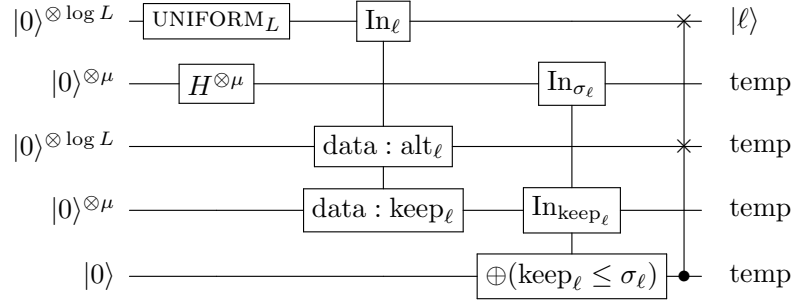 |0⟩^{⊗ log L} UNIFORM_L In_ℓ |ℓ⟩
|0⟩^{⊗μ} H^{⊗μ} In_{σ_ℓ} temp
|0⟩^{⊗ log L} data : alt_ℓ temp
|0⟩^{⊗μ} data : keep_ℓ In_{keep_ℓ} temp
|0⟩ ⊕(keep_ℓ ≤ σ_ℓ) temp